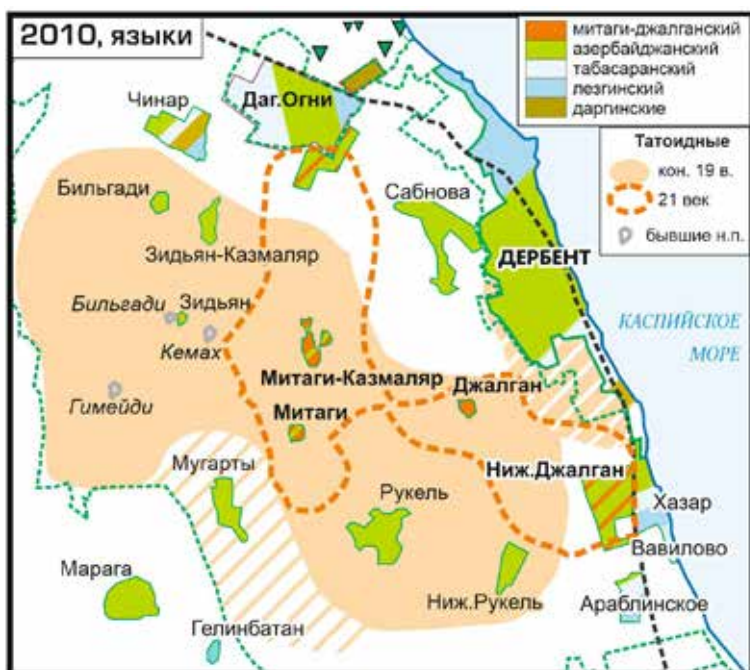 2010, языки
митаги-джалганский
азербайджанский
табасаранский
лезгинский
даргинские
Татоидные
кон. 19 в.
21 век
бывшие н.п.
Чинар
Даг.Огни
Бильгади
Сабнова
Зидьян-Казмаляр
ДЕРБЕНТ
Бильгади
Зидьян
Кемах
КАСПИЙСКОЕ
МОРЕ
Митаги-Казмаляр
Джалган
Гимейди
Митаги
Мугарты
Ниж.Джалган
Рукель
Хазар
Вавилово
Марага
Ниж.Рукель
Араблинское
Гелинбатан